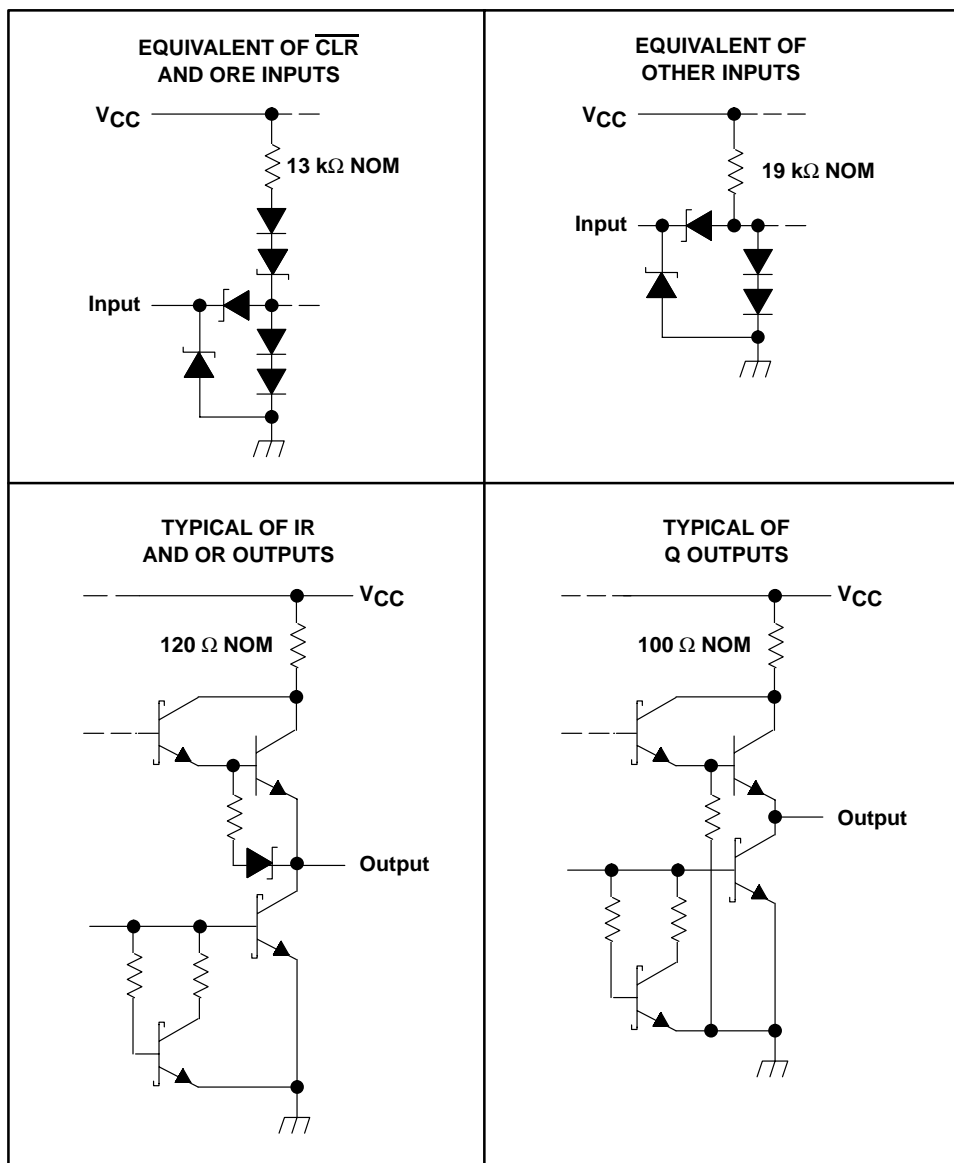 EQUIVALENT OF C̅L̅R̅
AND ORE INPUTS
VCC
13 kΩ NOM
Input
EQUIVALENT OF
OTHER INPUTS
VCC
19 kΩ NOM
Input
TYPICAL OF IR
AND OR OUTPUTS
VCC
120 Ω NOM
Output
TYPICAL OF
Q OUTPUTS
VCC
100 Ω NOM
Output